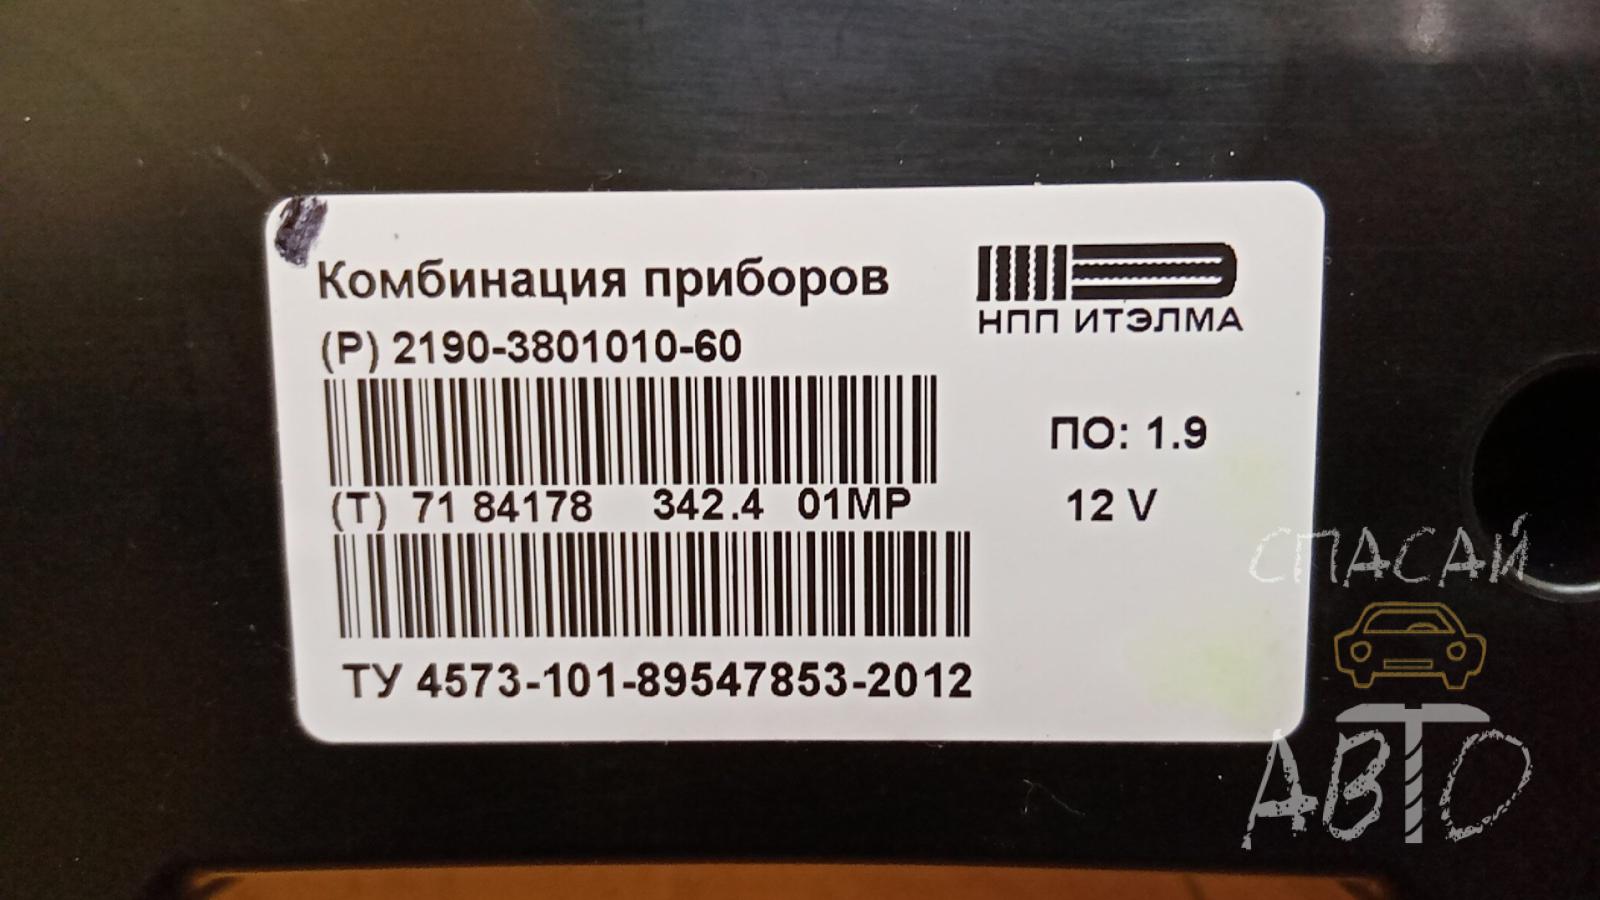 Комбинация приборов
НПП ИТЭЛМА
(P) 2190-3801010-60
ПО: 1.9
(T) 71 84178 342.4 01MP
12 V
ТУ 4573-101-89547853-2012
СПАСАЙ
АВТО